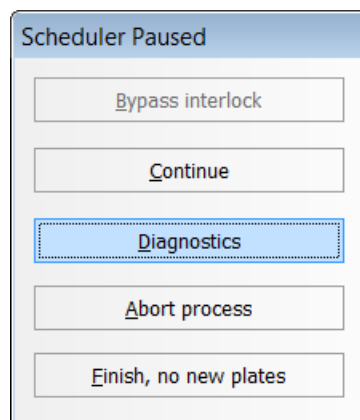 Scheduler Paused
Bypass interlock
Continue
Diagnostics
Abort process
Finish, no new plates